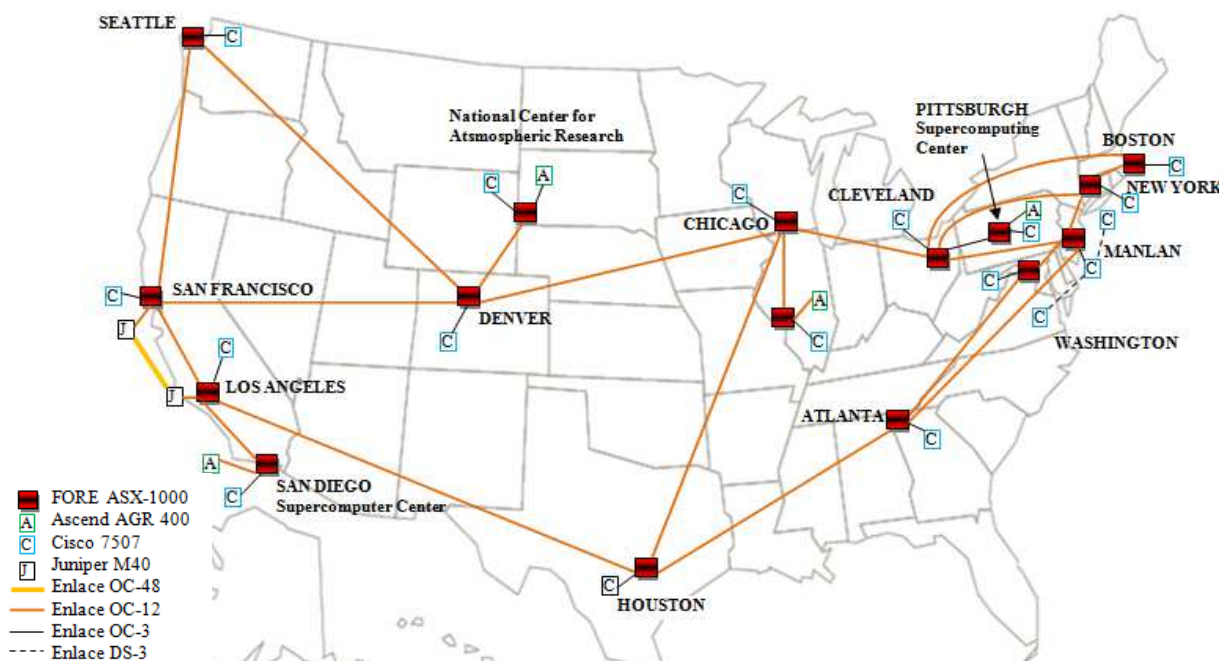 SEATTLE
C
National Center for
Atsmospheric Research
C
A
PITTSBURGH
Supercomputing
Center
BOSTON
C
CLEVELAND
NEW YORK
C
C
CHICAGO
C
A
C
C
MANLAN
C
C
C
WASHINGTON
SAN FRANCISCO
C
J
DENVER
C
A
C
C
LOS ANGELES
J
ATLANTA
C
A
C
SAN DIEGO
Supercomputer Center
C
HOUSTON
FORE ASX-1000
A Ascend AGR 400
C Cisco 7507
J Juniper M40
Enlace OC-48
Enlace OC-12
Enlace OC-3
Enlace DS-3